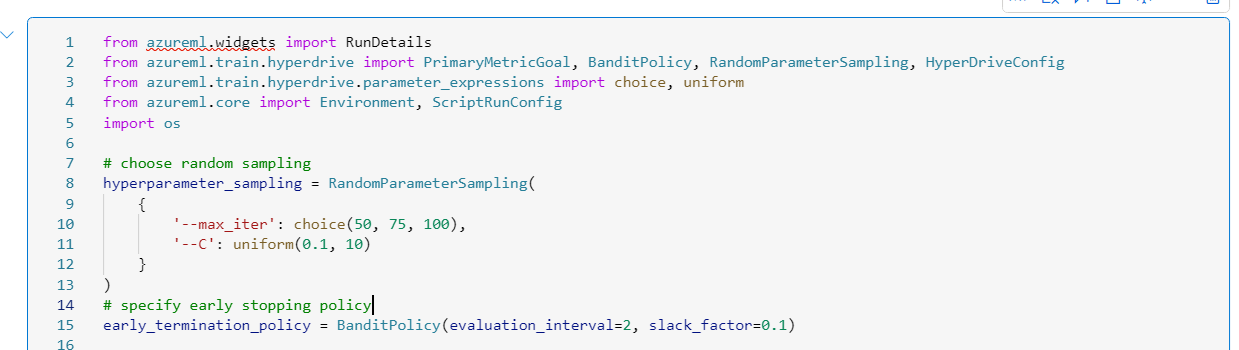 1 from azureml.widgets import RunDetails
2 from azureml.train.hyperdrive import PrimaryMetricGoal, BanditPolicy, RandomParameterSampling, HyperDriveConfig
3 from azureml.train.hyperdrive.parameter_expressions import choice, uniform
4 from azureml.core import Environment, ScriptRunConfig
5 import os
6
7 # choose random sampling
8 hyperparameter_sampling = RandomParameterSampling(
9     {
10         '--max_iter': choice(50, 75, 100),
11         '--C': uniform(0.1, 10)
12     }
13 )
14 # specify early stopping policy
15 early_termination_policy = BanditPolicy(evaluation_interval=2, slack_factor=0.1)
16